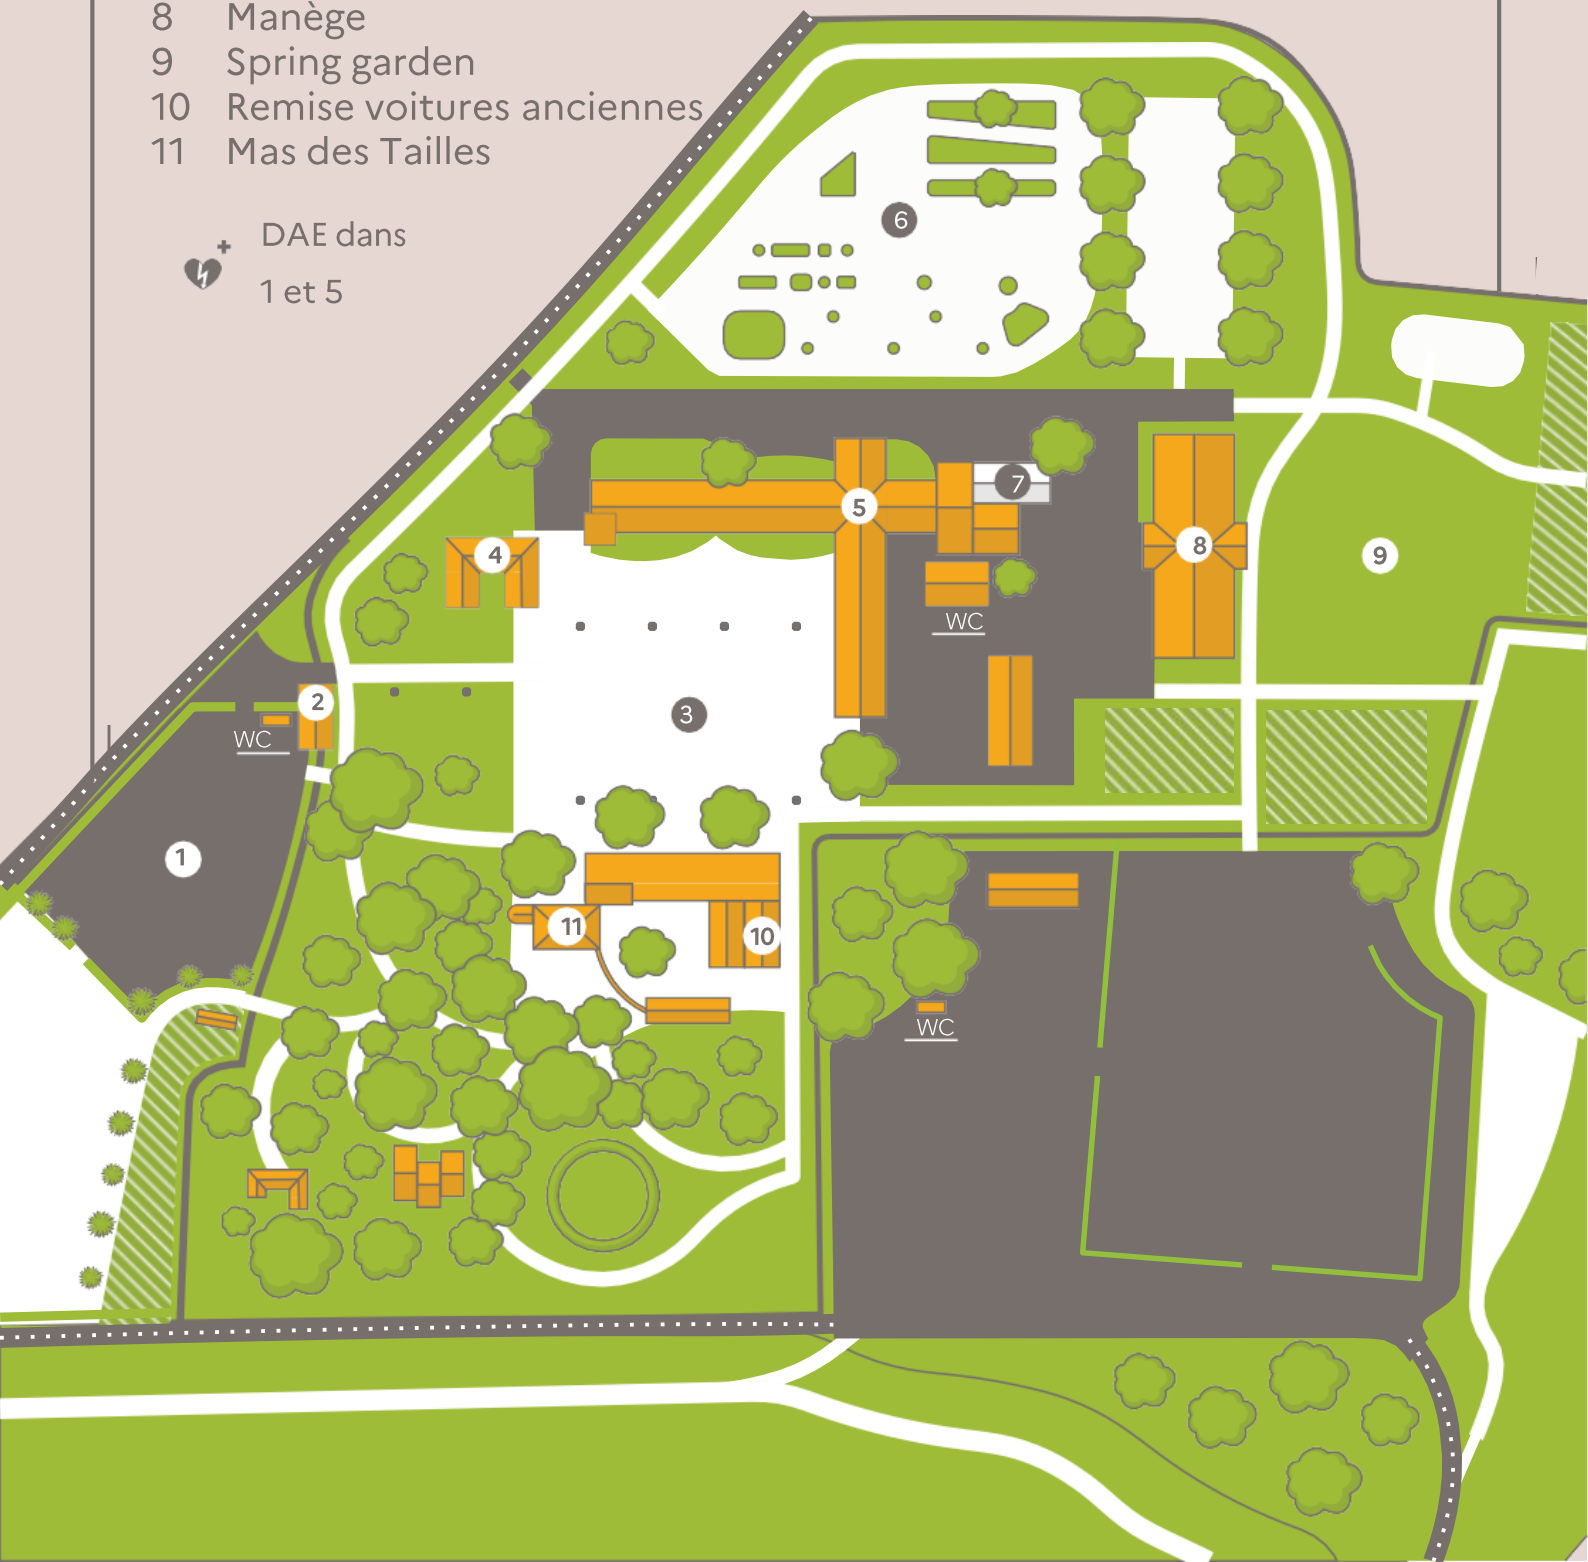 8 Manège
9 Spring garden
10 Remise voitures anciennes
11 Mas des Tailles
DAE dans
1 et 5
6
7
5
4
8
9
WC
2
3
WC
1
11
10
WC